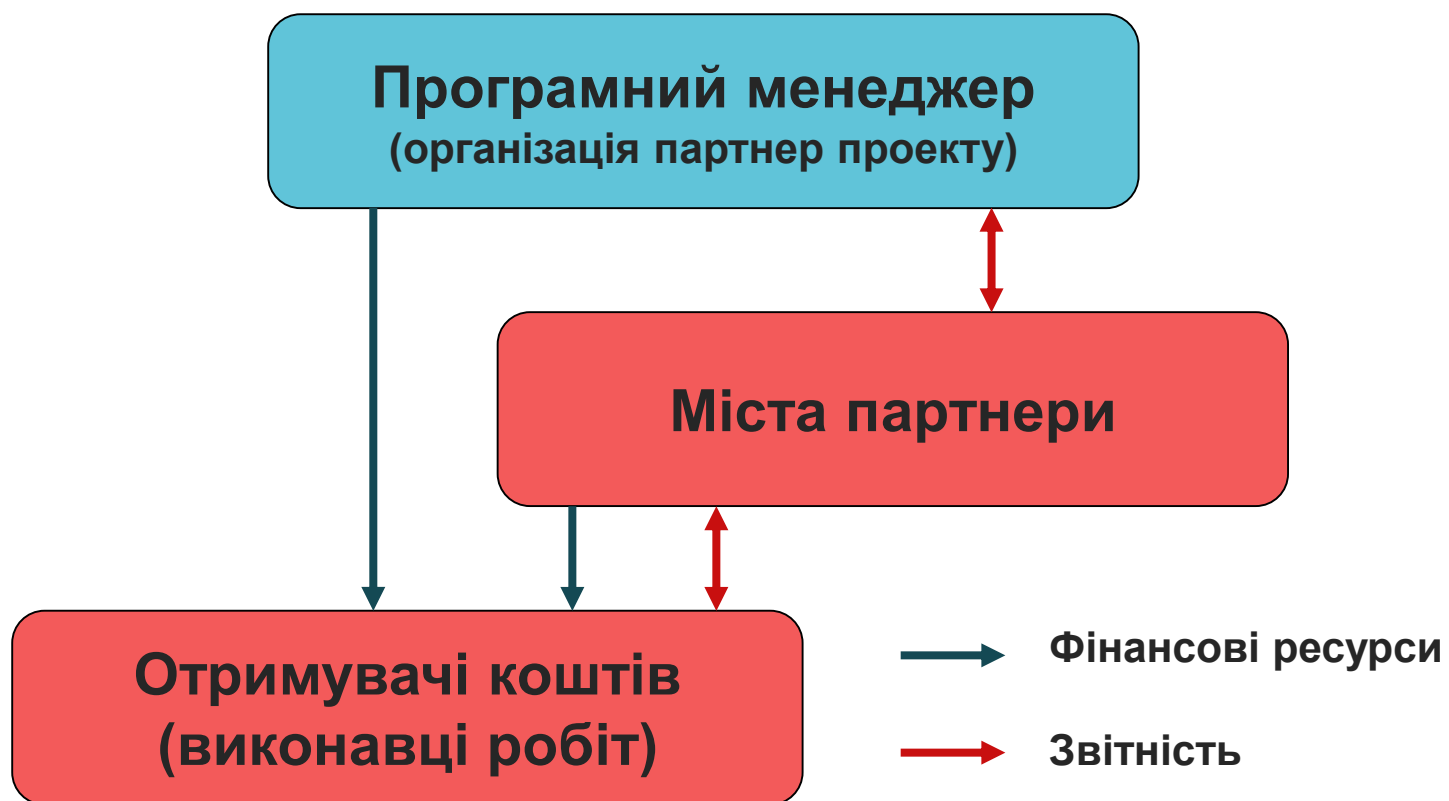 Програмний менеджер
(організація партнер проекту)
Міста партнери
Отримувачі коштів
(виконавці робіт)
Фінансові ресурси
Звітність